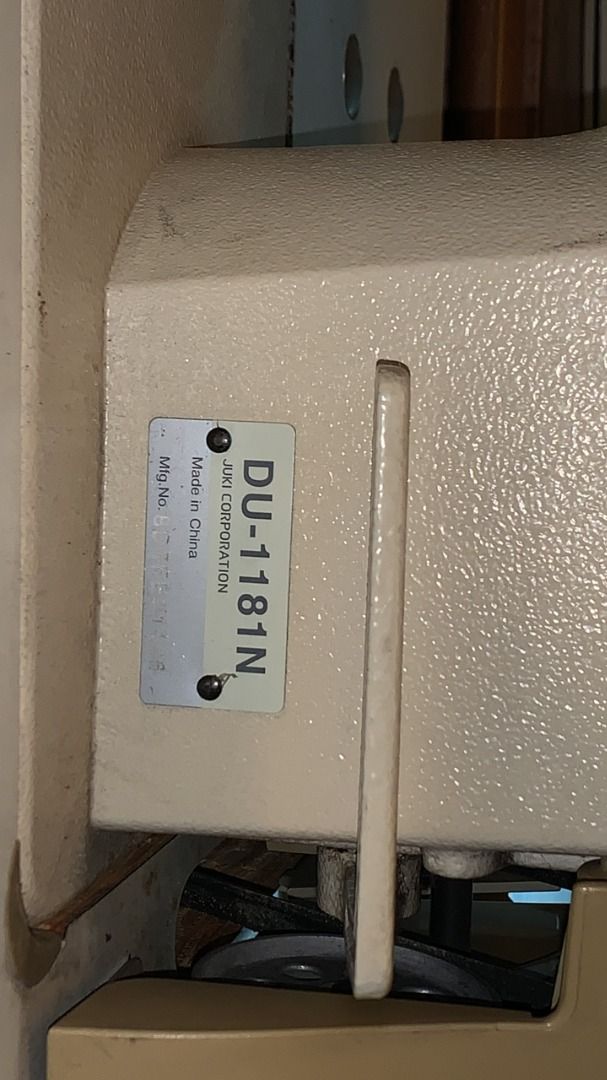 DU-1181N
JUKI CORPORATION
Made in China
Mfg.No.